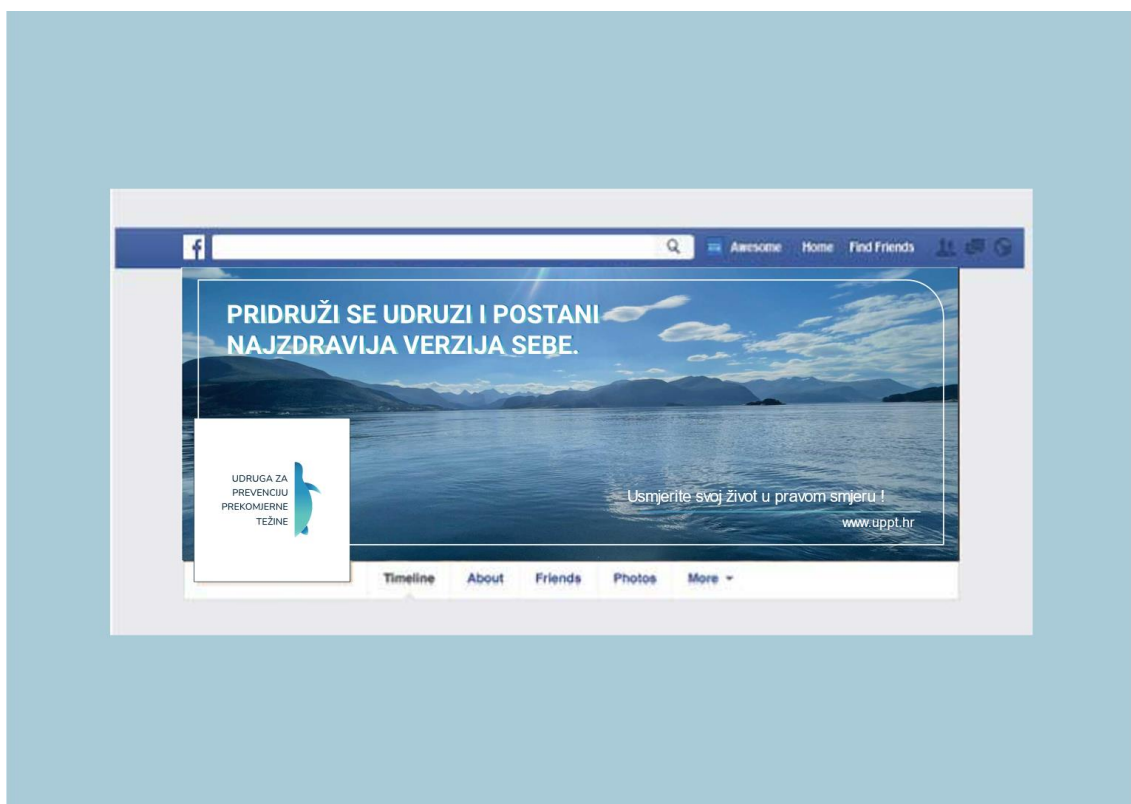 f
Awesome Home Find Friends
PRIDRUŽI SE UDRUZI I POSTANI
NAJZDRAVIJA VERZIJA SEBE.
UDRUGA ZA
PREVENCIJU
PREKOMJERNE
TEŽINE
Usmjerite svoj život u pravom smjeru !
www.uppt.hr
Timeline About Friends Photos More